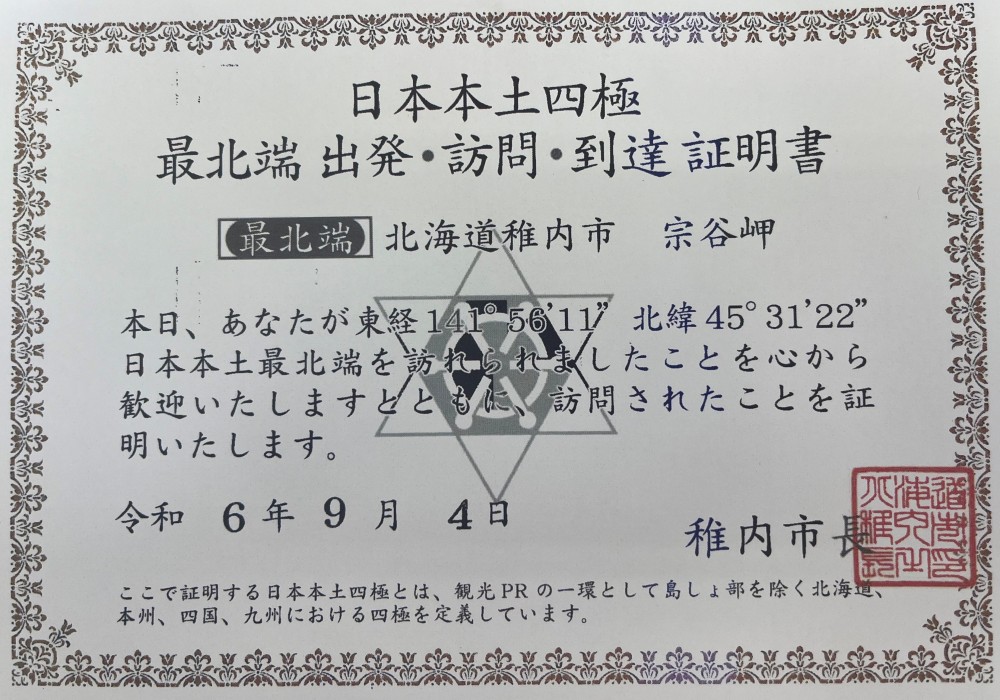 日本本土四極
最北端 出発・訪問・到達 証明書
最北端 北海道稚内市 宗谷岬
本日、あなたが東経141°56’11” 北緯45°31’22”
日本本土最北端を訪れられましたことを心から
歓迎いたしますとともに、訪問されたことを証
明いたします。
令和 6年 9月 4日
稚内市長
ここで証明する日本本土四極とは、観光PRの一環として島しょ部を除く北海道、
本州、四国、九州における四極を定義しています。